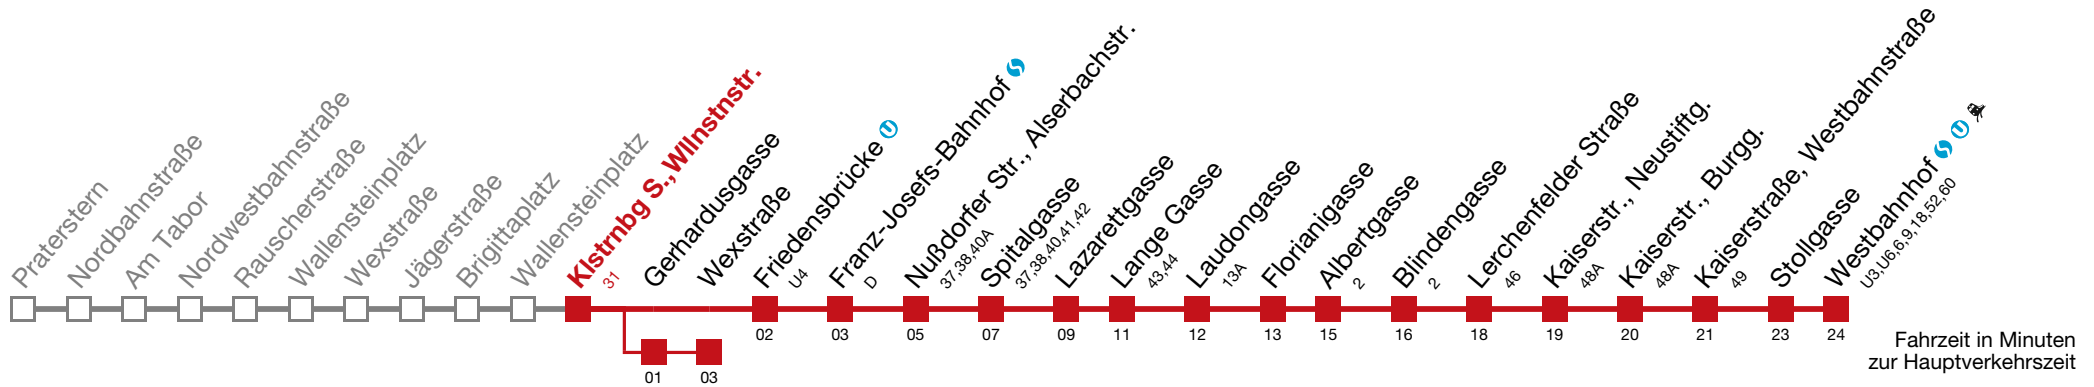 Praterstern
Nordbahnstraße
Am Tabor
Nordwestbahnstraße
Rauscherstraße
Wallensteinplatz
Wexstraße
Jägerstraße
Brigittaplatz
Wallensteinplatz
Klstrnbg S., Wllnstnstr.
31
Gerhardusgasse
Wexstraße
Friedensbrücke U
U4
Franz-Josefs-Bahnhof S
D
Nußdorfer Str., Alserbachstr.
37,38,40A
Spitalgasse
37,38,40,41,42
Lazarettgasse
Lange Gasse
43,44
Laudongasse
13A
Florianigasse
Albertgasse
2
Blindengasse
2
Lerchenfelder Straße
46
Kaiserstr., Neustiftg.
48A
Kaiserstr., Burgg.
48A
Kaiserstraße, Westbahnstraße
49
Stollgasse
Westbahnhof S U
U3,U6,6,9,18,52,60
02 03 05 07 09 11 12 13 15 16 18 19 20 21 23 24
01 03
Fahrzeit in Minuten
zur Hauptverkehrszeit